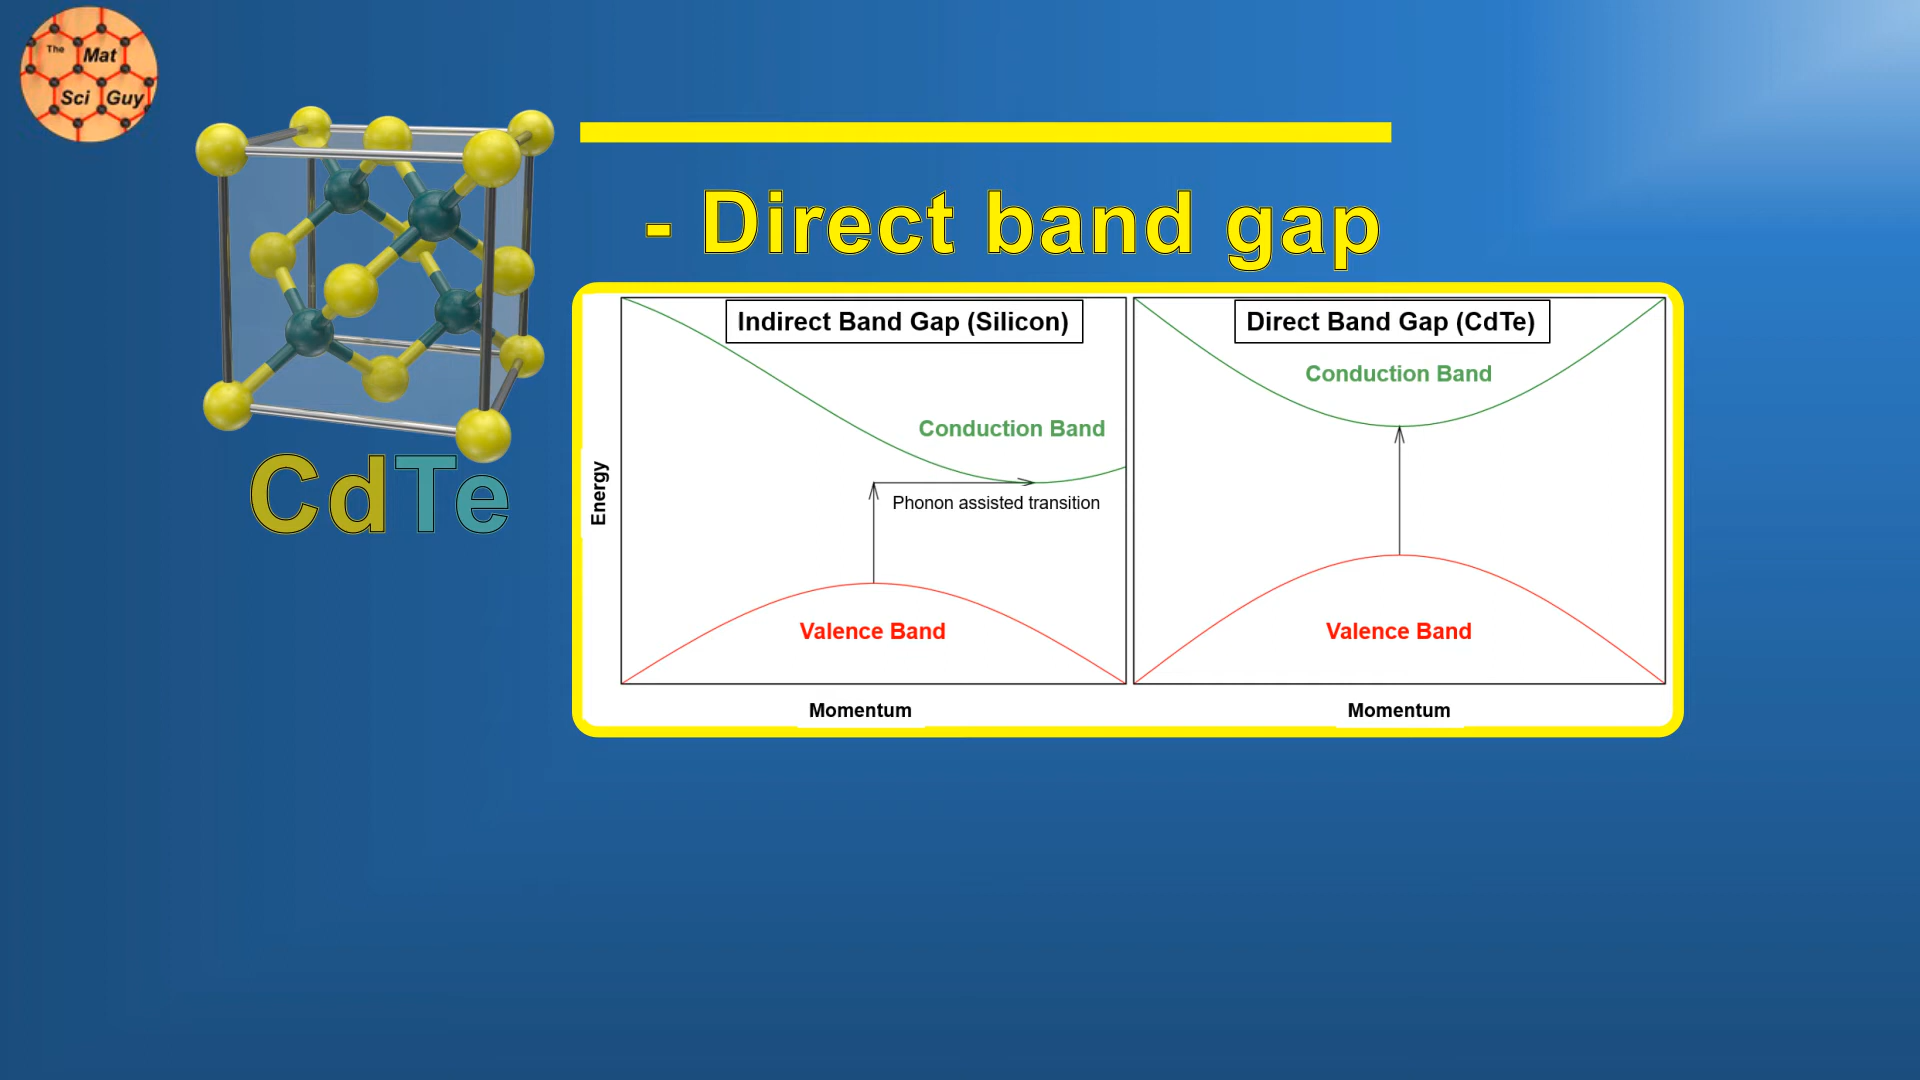 The
Mat
Sci Guy
- Direct band gap
CdTe
Indirect Band Gap (Silicon)
Conduction Band
Phonon assisted transition
Valence Band
Energy
Momentum
Direct Band Gap (CdTe)
Conduction Band
Valence Band
Momentum